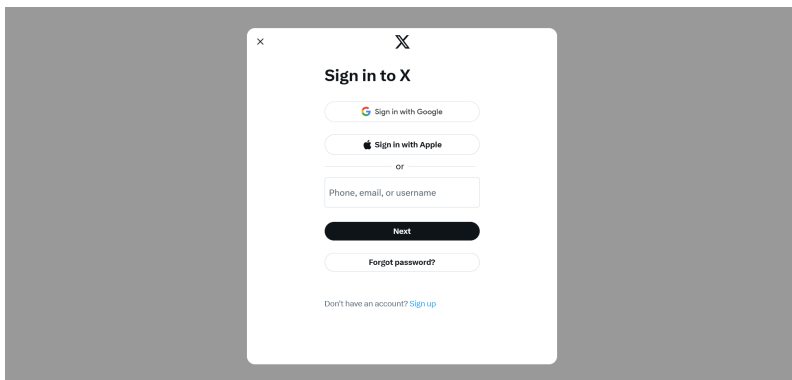 Sign in to X
Sign in with Google
Sign in with Apple
or
Phone, email, or username
Next
Forgot password?
Don't have an account? Sign up